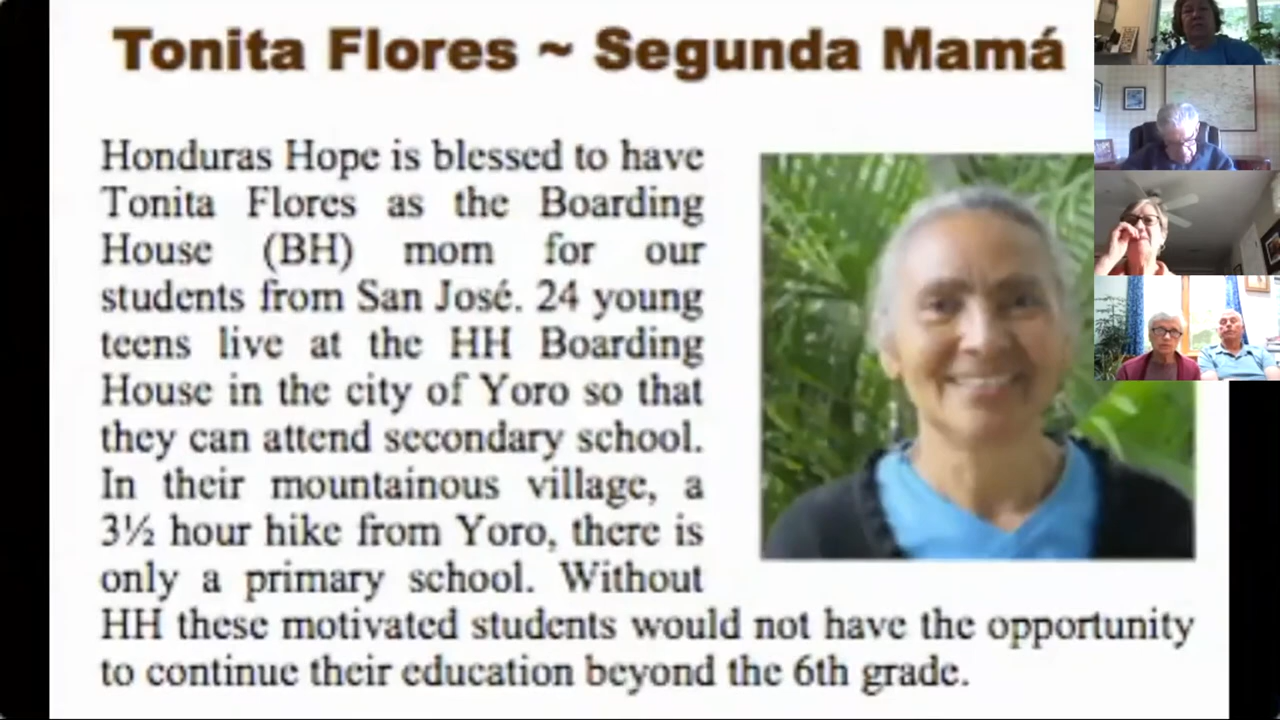 Tonita Flores ~ Segunda Mamá
Honduras Hope is blessed to have
Tonita Flores as the Boarding
House (BH) mom for our
students from San José. 24 young
teens live at the HH Boarding
House in the city of Yoro so that
they can attend secondary school.
In their mountainous village, a
3½ hour hike from Yoro, there is
only a primary school. Without
HH these motivated students would not have the opportunity
to continue their education beyond the 6th grade.